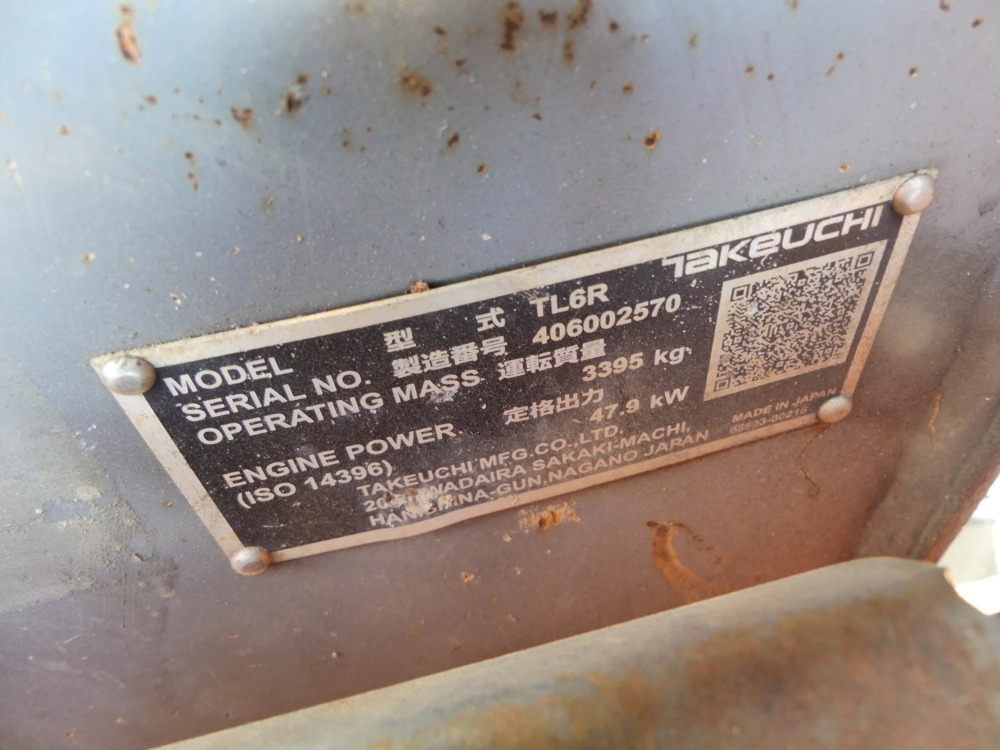 TAKEUCHI
MODEL 型 式 TL6R
SERIAL NO. 製造番号 406002570
OPERATING MASS 運転質量
3395 kg
ENGINE POWER 定格出力
(ISO 14396) 47.9 kW
TAKEUCHI MFG.CO.,LTD.
SAKAKI-MACHI,
NAGANO JAPAN
MADE IN JAPAN